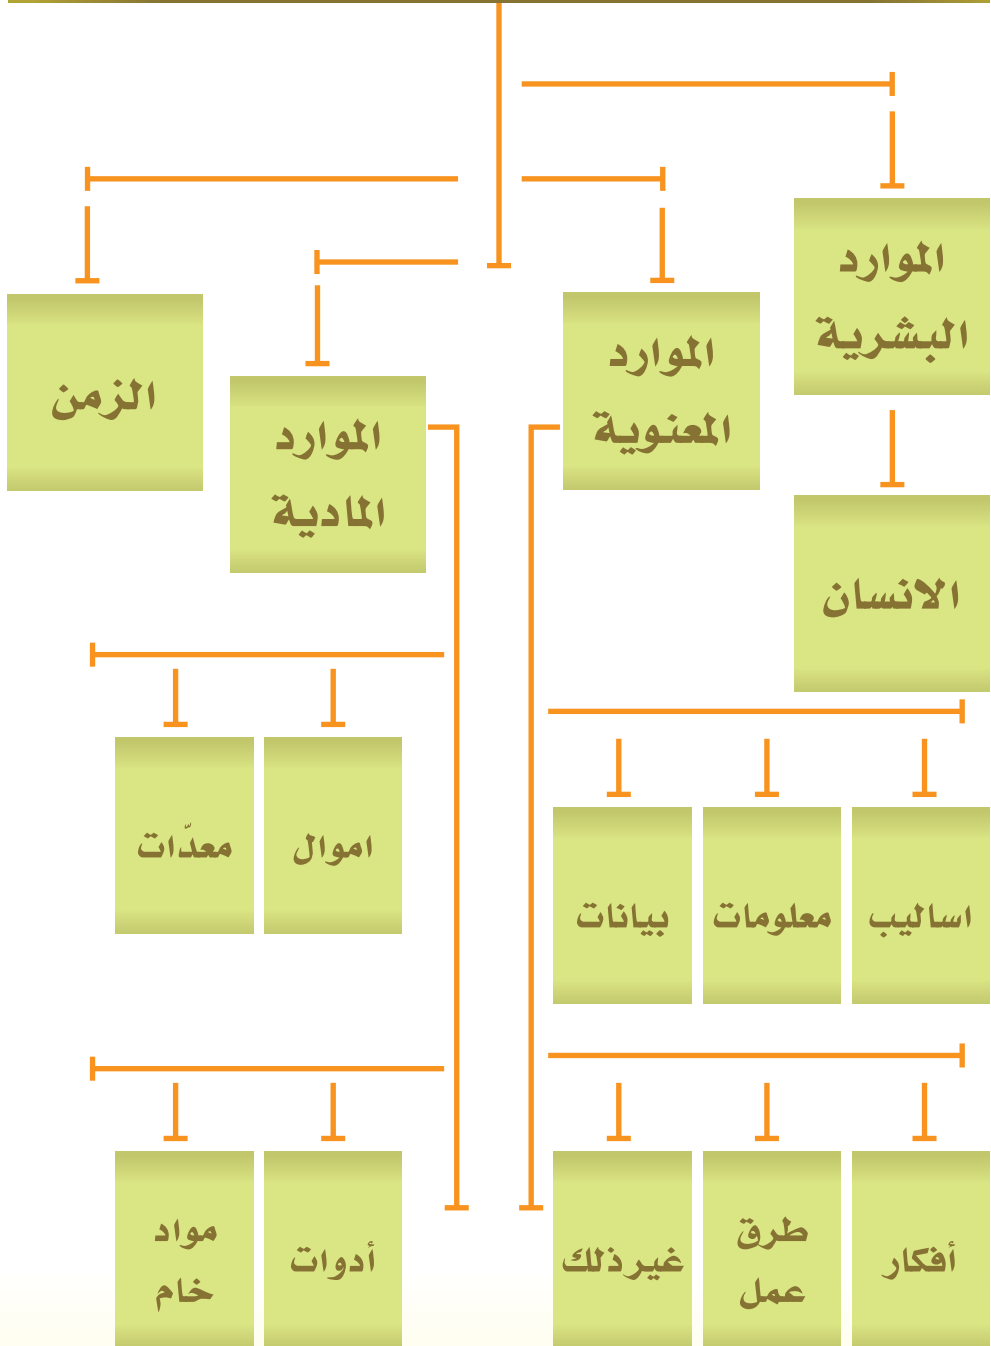 الموارد
البشرية
الموارد
المعنوية
الموارد
المادية
الزمن
الانسان
اساليب
معلومات
بيانات
أفكار
طرق
عمل
غيرذلك
اموال
معدّات
أدوات
مواد
خام